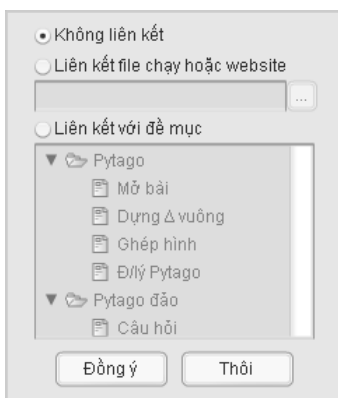 Không liên kết
Liên kết file chạy hoặc website
...
Liên kết với đề mục
Pytago
Mở bài
Dựng Δ vuông
Ghép hình
Đ/lý Pytago
Pytago đảo
Câu hỏi
Đồng ý
Thôi